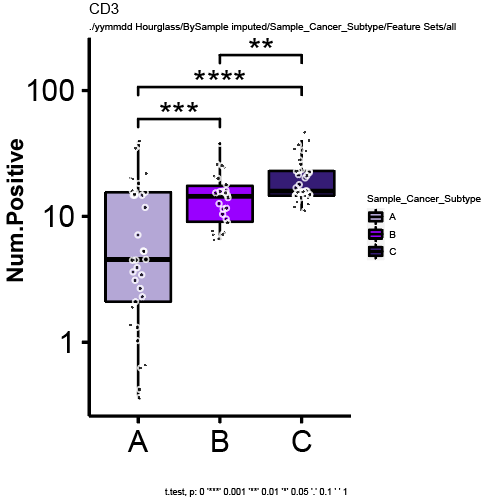 CD3
./yymmdd Hourglass/BySample imputed/Sample_Cancer_Subtype/Feature Sets/all
**
****
***
100
10
1
Num.Positive
Sample_Cancer_Subtype
A
B
C
A B C
t.test, p: 0 '***' 0.001 '**' 0.01 '*' 0.05 '.' 0.1 ' ' 1